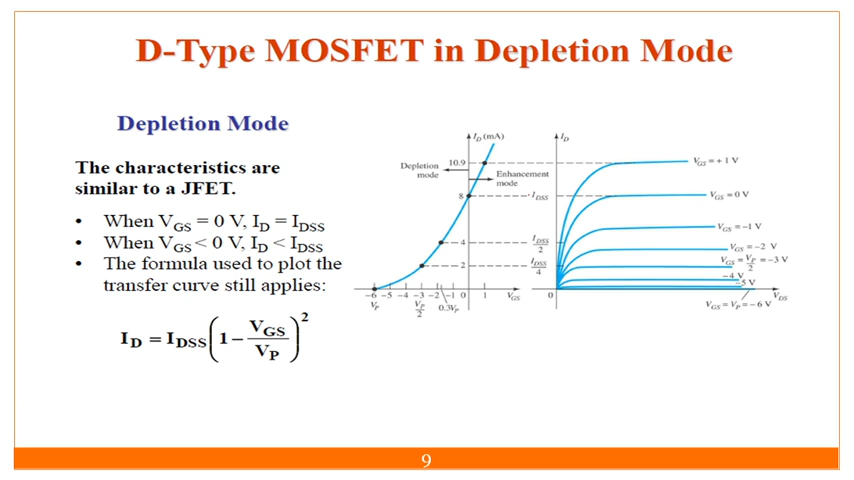 D-Type MOSFET in Depletion Mode
Depletion Mode
The characteristics are
similar to a JFET.
• When VGS = 0 V, ID = IDSS
• When VGS < 0 V, ID < IDSS
• The formula used to plot the
transfer curve still applies:
ID = IDSS(1 − VGS/VP)²
ID (mA)
Depletion
mode
10.9
Enhancement
mode
8
IDSS
4
IDSS/2
2
IDSS/4
−6 −5 −4 −3 −2 −1 0 1 VGS
VP
VP/2
0.3VP
ID
VGS = + 1 V
VGS = 0 V
VGS = −1 V
VGS = −2 V
VGS = VP/2 = −3 V
−4 V
−5 V
0
VDS
VGS = VP = −6 V
9